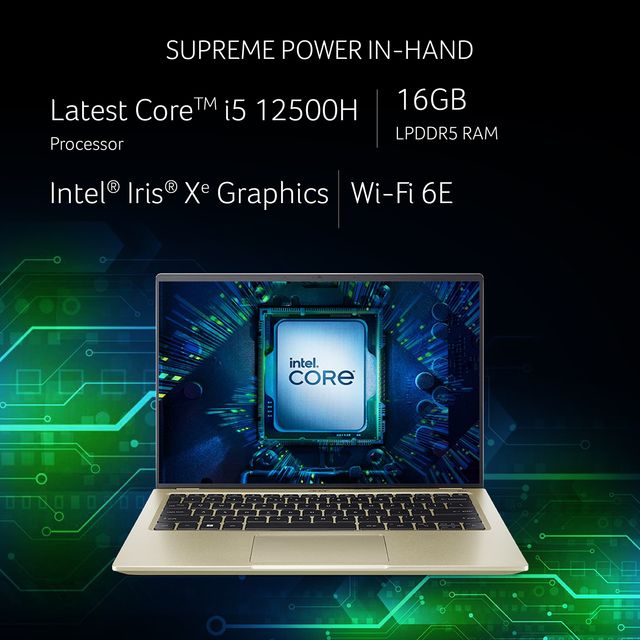 SUPREME POWER IN-HAND
Latest Core™ i5 12500H
Processor
16GB
LPDDR5 RAM
Intel® Iris® Xᵉ Graphics
Wi-Fi 6E
intel.
CORE